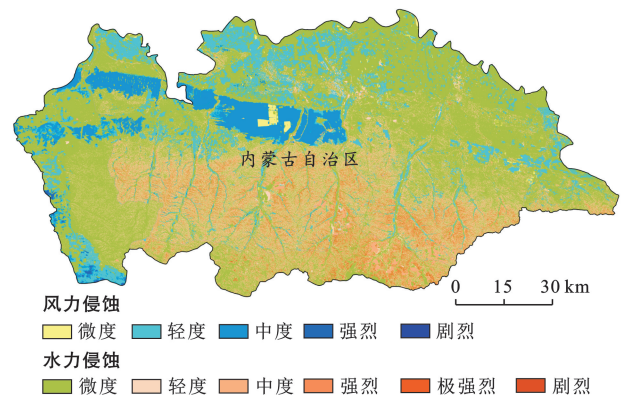 内蒙古自治区
0 15 30 km
风力侵蚀
微度 轻度 中度 强烈 剧烈
水力侵蚀
微度 轻度 中度 强烈 极强烈 剧烈